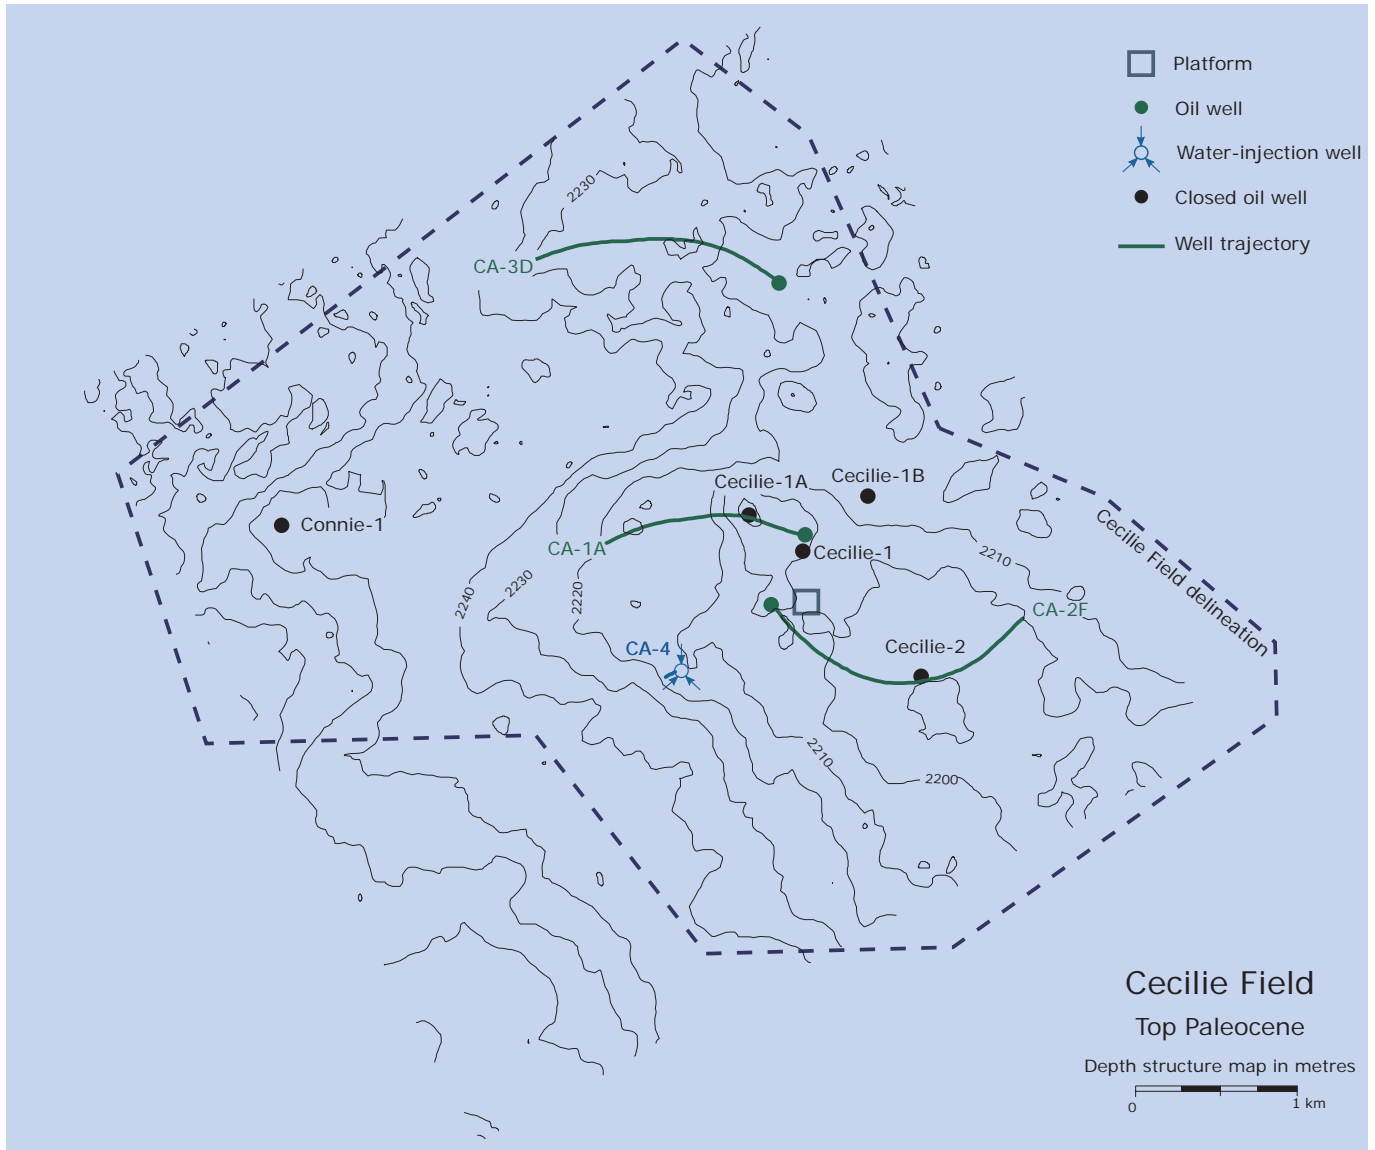 Platform
Oil well
Water-injection well
Closed oil well
Well trajectory
2230
CA-3D
Cecilie-1A
Cecilie-1B
Connie-1
CA-1A
Cecilie-1
2210
Cecilie Field delineation
2240
2230
2220
CA-2F
CA-4
Cecilie-2
2210
2200
Cecilie Field
Top Paleocene
Depth structure map in metres
0
1 km